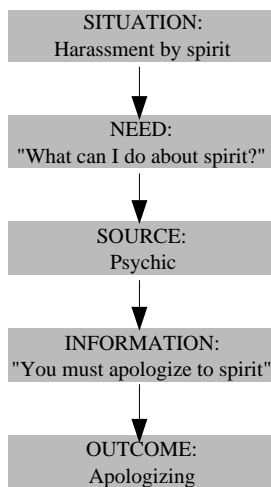 SITUATION:
Harassment by spirit
NEED:
"What can I do about spirit?"
SOURCE:
Psychic
INFORMATION:
"You must apologize to spirit"
OUTCOME:
Apologizing